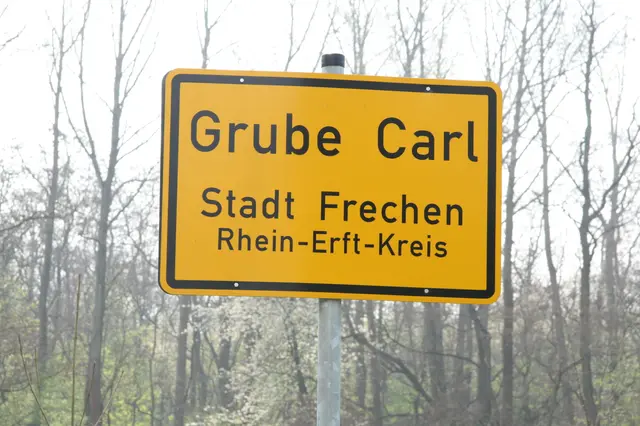 Grube Carl
Stadt Frechen
Rhein-Erft-Kreis